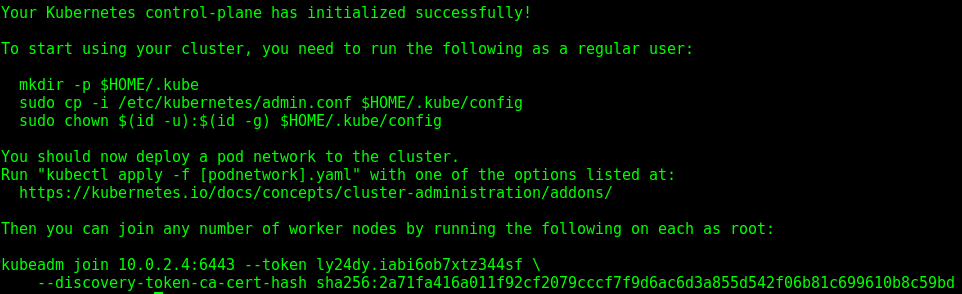 Your Kubernetes control-plane has initialized successfully!
To start using your cluster, you need to run the following as a regular user:
mkdir -p $HOME/.kube
sudo cp -i /etc/kubernetes/admin.conf $HOME/.kube/config
sudo chown $(id -u):$(id -g) $HOME/.kube/config
You should now deploy a pod network to the cluster.
Run "kubectl apply -f [podnetwork].yaml" with one of the options listed at:
https://kubernetes.io/docs/concepts/cluster-administration/addons/
Then you can join any number of worker nodes by running the following on each as root:
kubeadm join 10.0.2.4:6443 --token ly24dy.iabi6ob7xtz344sf \
--discovery-token-ca-cert-hash sha256:2a71fa416a011f92cf2079cccf7f9d6ac6d3a855d542f06b81c699610b8c59bd